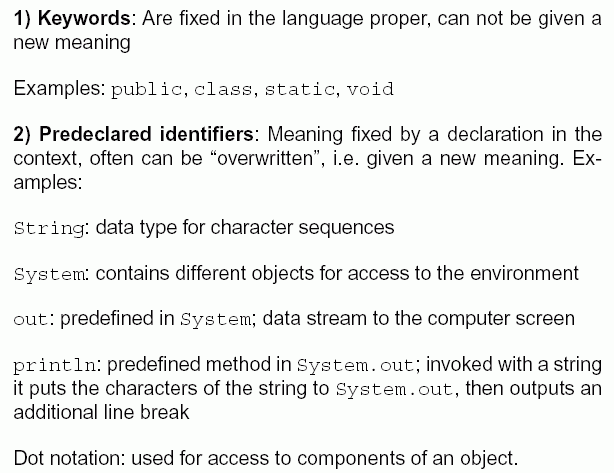 1) Keywords: Are fixed in the language proper, can not be given a
new meaning
Examples: public, class, static, void
2) Predeclared identifiers: Meaning fixed by a declaration in the
context, often can be “overwritten”, i.e. given a new meaning. Ex-
amples:
String: data type for character sequences
System: contains different objects for access to the environment
out: predefined in System; data stream to the computer screen
println: predefined method in System.out; invoked with a string
it puts the characters of the string to System.out, then outputs an
additional line break
Dot notation: used for access to components of an object.